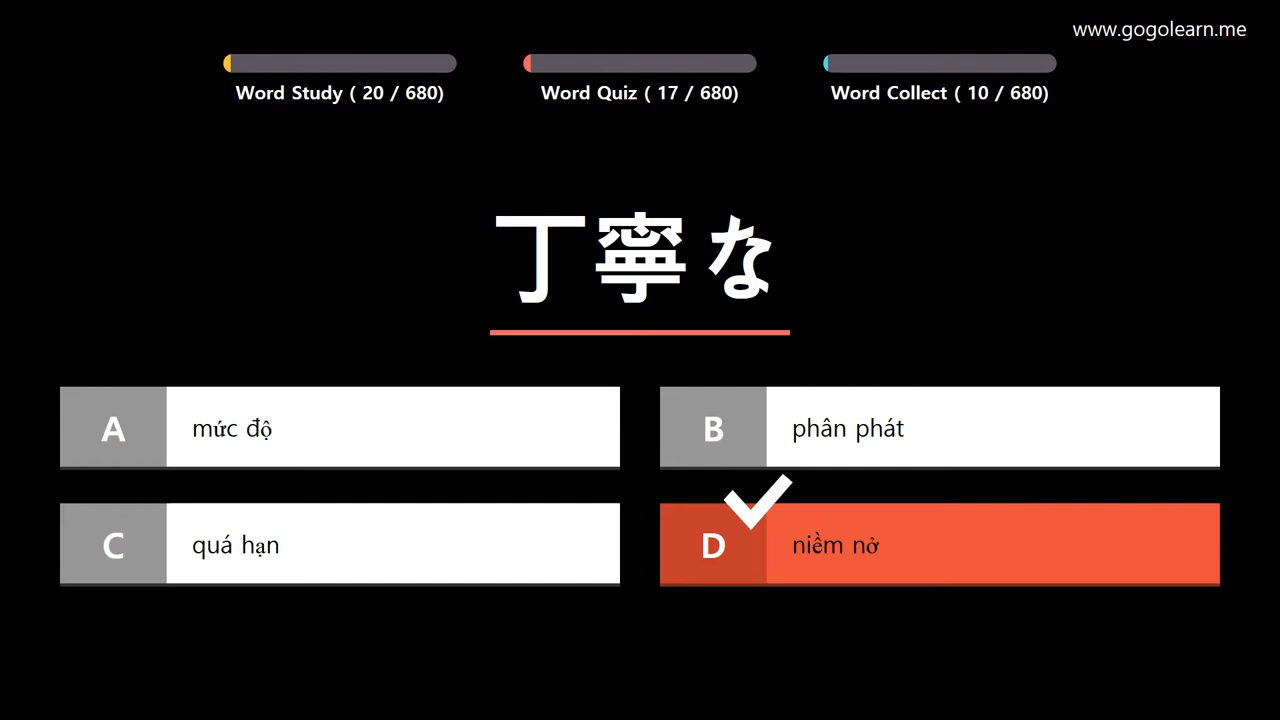 www.gogolearn.me
Word Study ( 20 / 680)
Word Quiz ( 17 / 680)
Word Collect ( 10 / 680)
丁寧な
A
mức độ
B
phân phát
C
quá hạn
D
niềm nở